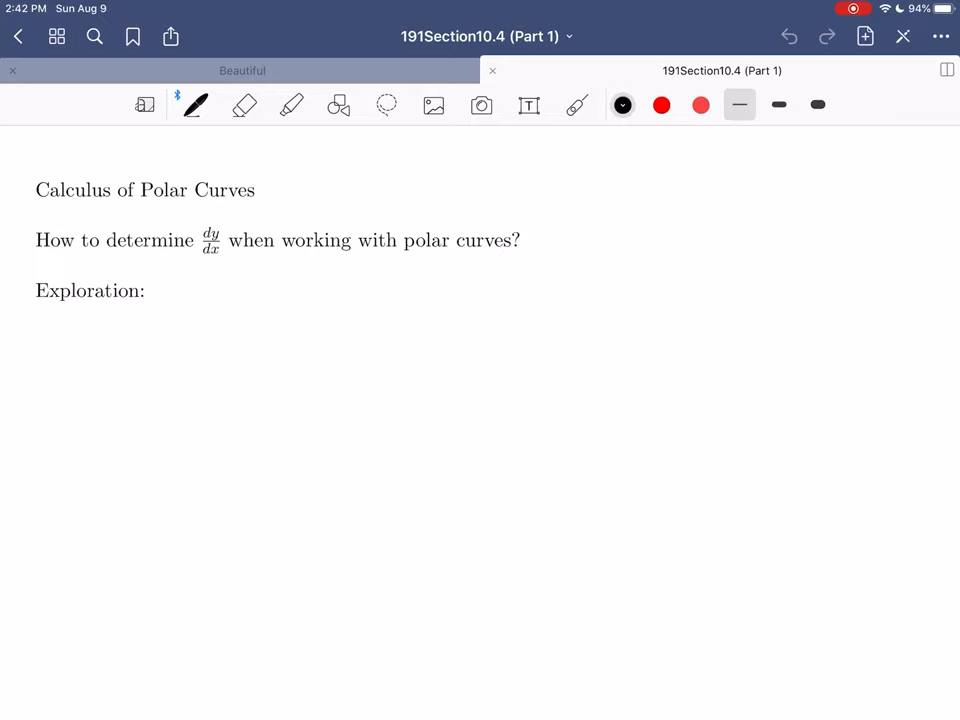 2:42 PM Sun Aug 9
94%
191Section10.4 (Part 1)
Beautiful
191Section10.4 (Part 1)
T
Calculus of Polar Curves
How to determine dy/dx when working with polar curves?
Exploration: